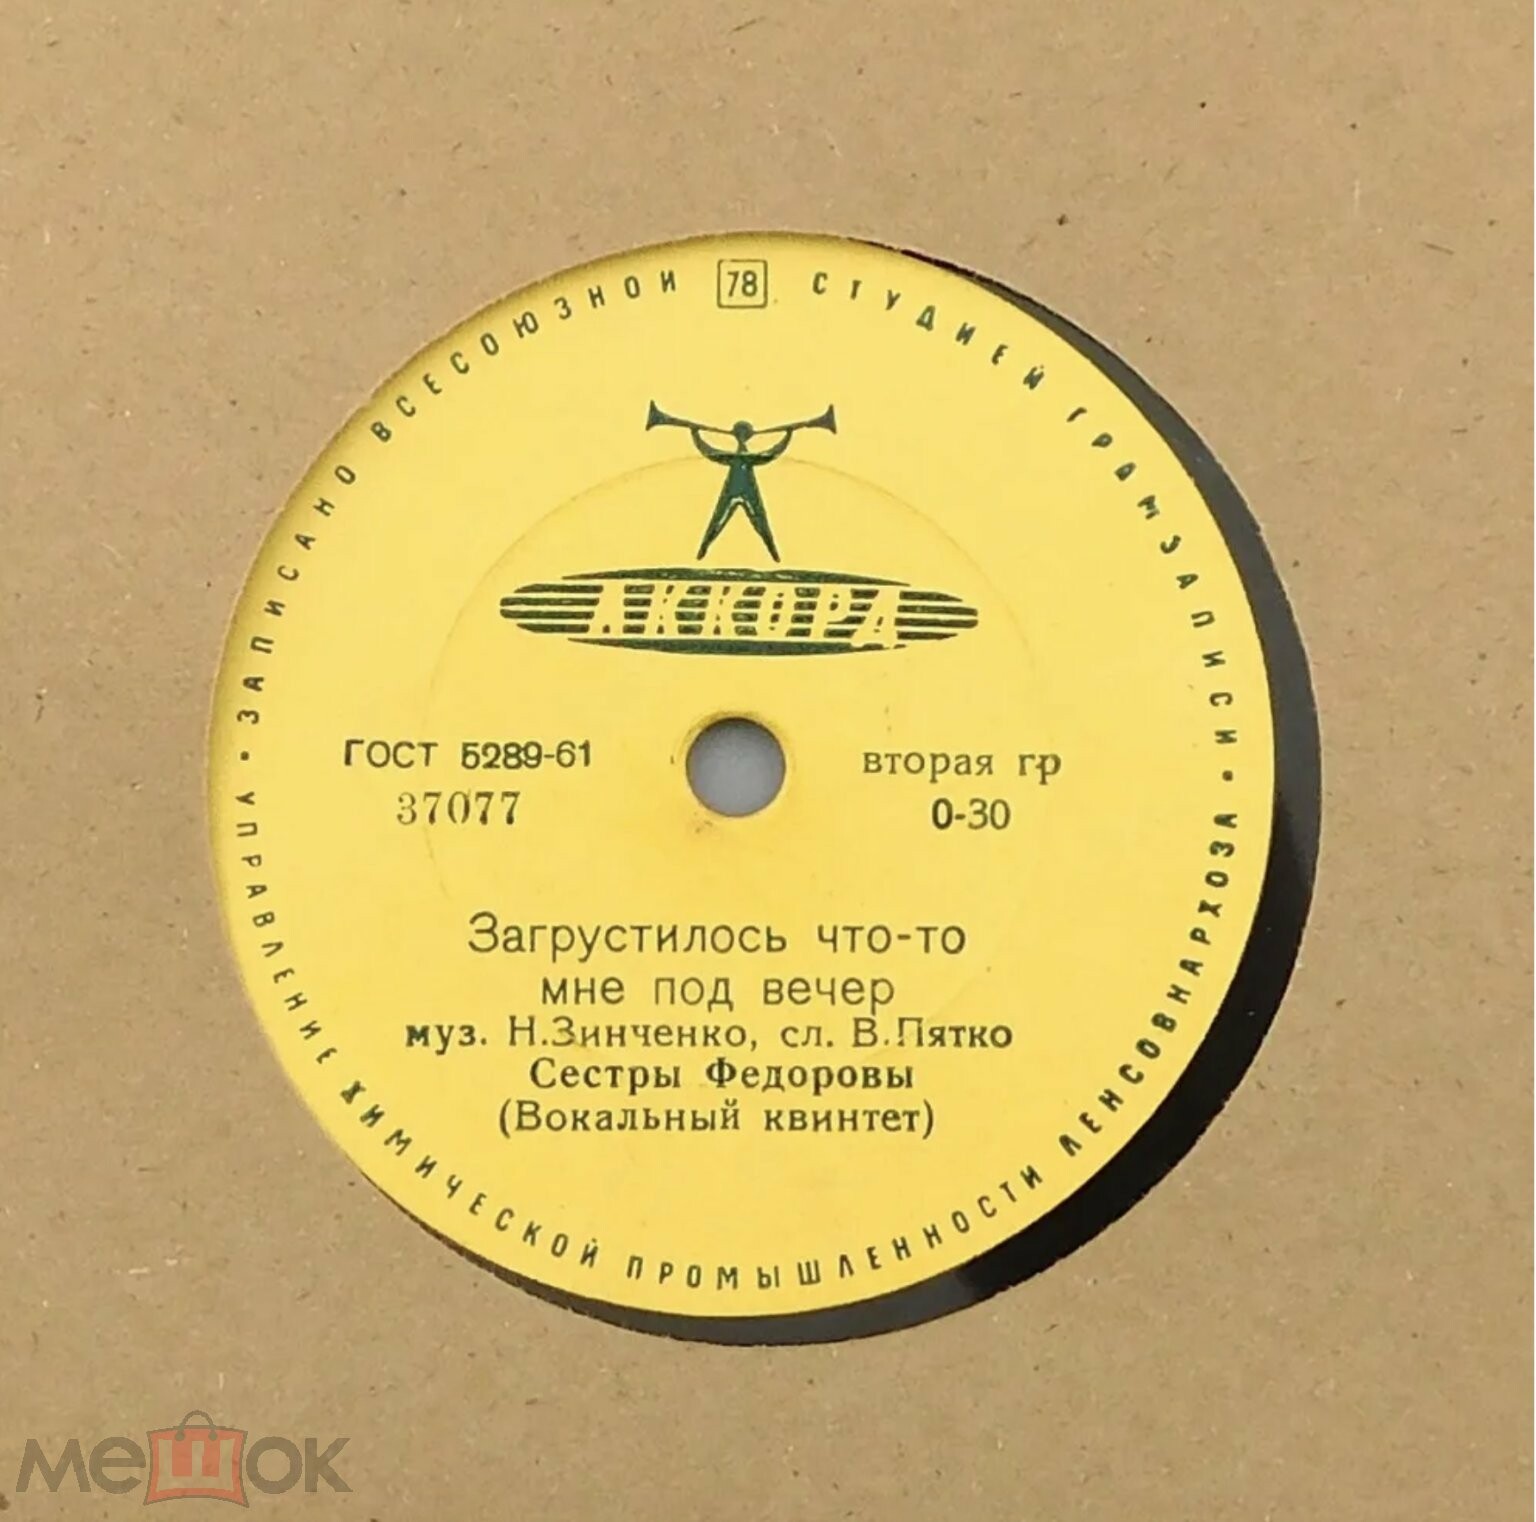 ЗАПИСАНО ВСЕСОЮЗНОЙ 78 СТУДИЕЙ ГРАМЗАПИСИ
АККОРД
ГОСТ 5289-61
37077
вторая гр
0-30
Загрустилось что-то
мне под вечер
муз. Н.Зинченко, сл. В.Пятко
Сестры Федоровы
(Вокальный квинтет)
УПРАВЛЕНИЕ ХИМИЧЕСКОЙ ПРОМЫШЛЕННОСТИ ЛЕНСОВНАРХОЗА
мешок